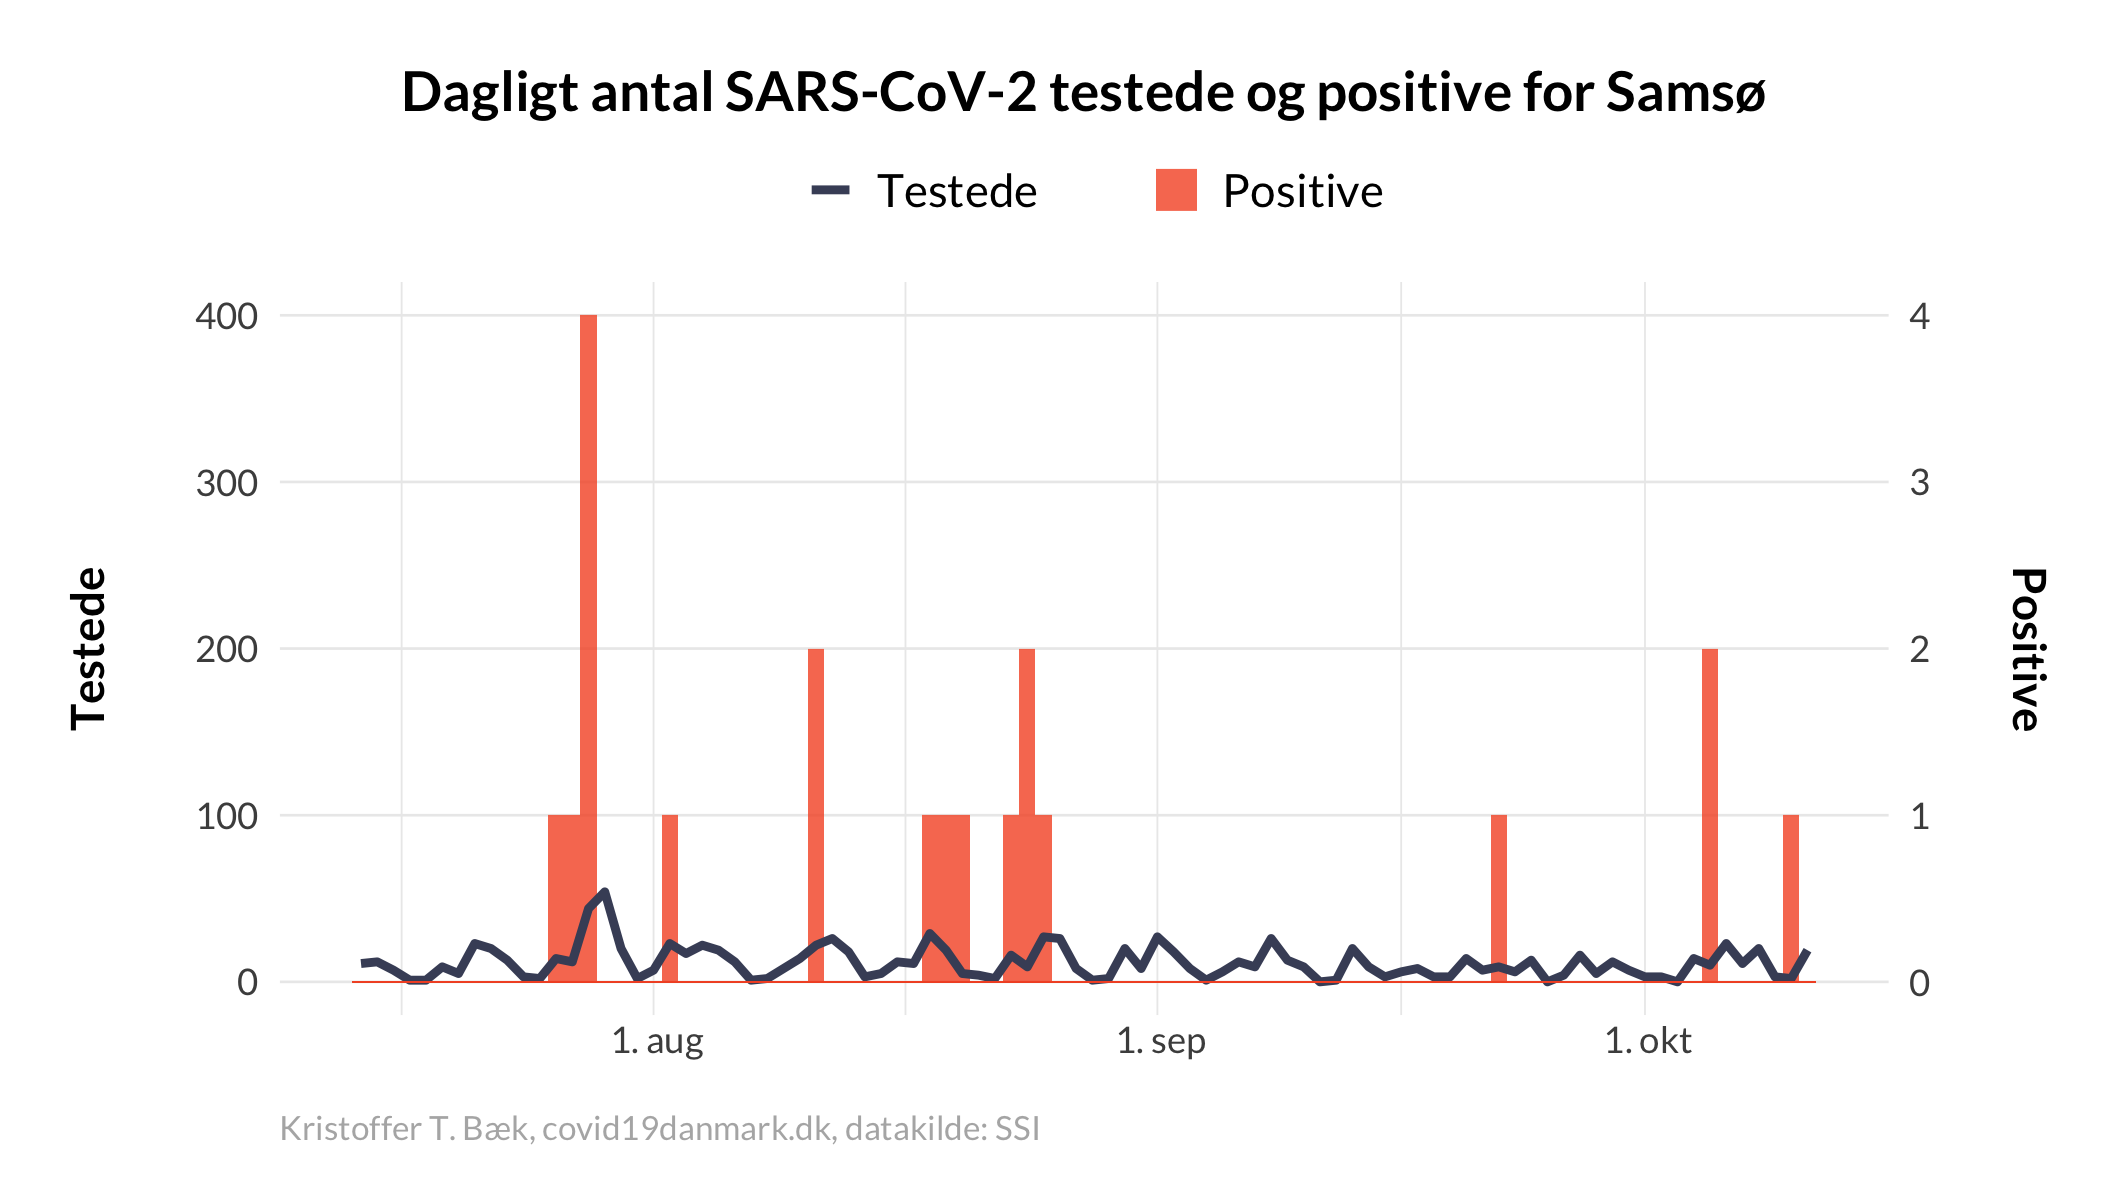 Dagligt antal SARS-CoV-2 testede og positive for Samsø
Testede
Positive
400
300
200
100
0
4
3
2
1
0
Testede
Positive
1. aug
1. sep
1. okt
Kristoffer T. Bæk, covid19danmark.dk, datakilde: SSI